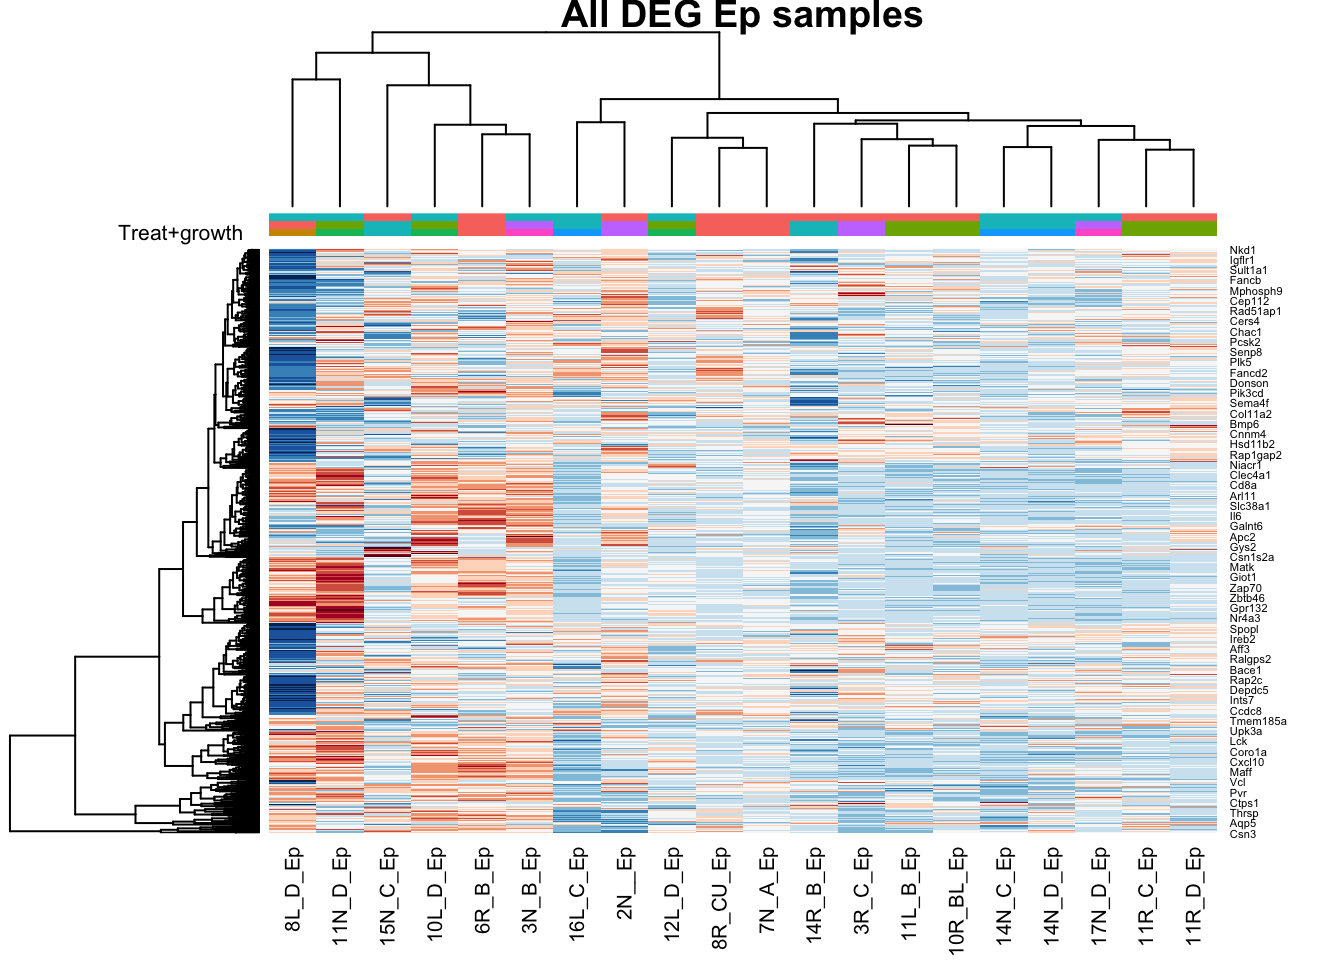 All DEG Ep samples
Treat+growth
Nkd1
Igflr1
Sult1a1
Fancb
Mphosph9
Cep112
Rad51ap1
Cers4
Chac1
Pcsk2
Senp8
Plk5
Fancd2
Donson
Pik3cd
Sema4f
Col11a2
Bmp6
Cnnm4
Hsd11b2
Rap1gap2
Niacr1
Clec4a1
Cd8a
Arl11
Slc38a1
Il6
Galnt6
Apc2
Gys2
Csn1s2a
Matk
Giot1
Zap70
Zbtb46
Gpr132
Nr4a3
Spopl
Ireb2
Aff3
Ralgps2
Bace1
Rap2c
Depdc5
Ints7
Ccdc8
Tmem185a
Upk3a
Lck
Coro1a
Cxcl10
Maff
Vcl
Pvr
Ctps1
Thrsp
Aqp5
Csn3
8L_D_Ep
11N_D_Ep
15N_C_Ep
10L_D_Ep
6R_B_Ep
3N_B_Ep
16L_C_Ep
2N__Ep
12L_D_Ep
8R_CU_Ep
7N_A_Ep
14R_B_Ep
3R_C_Ep
11L_B_Ep
10R_BL_Ep
14N_C_Ep
14N_D_Ep
17N_D_Ep
11R_C_Ep
11R_D_Ep